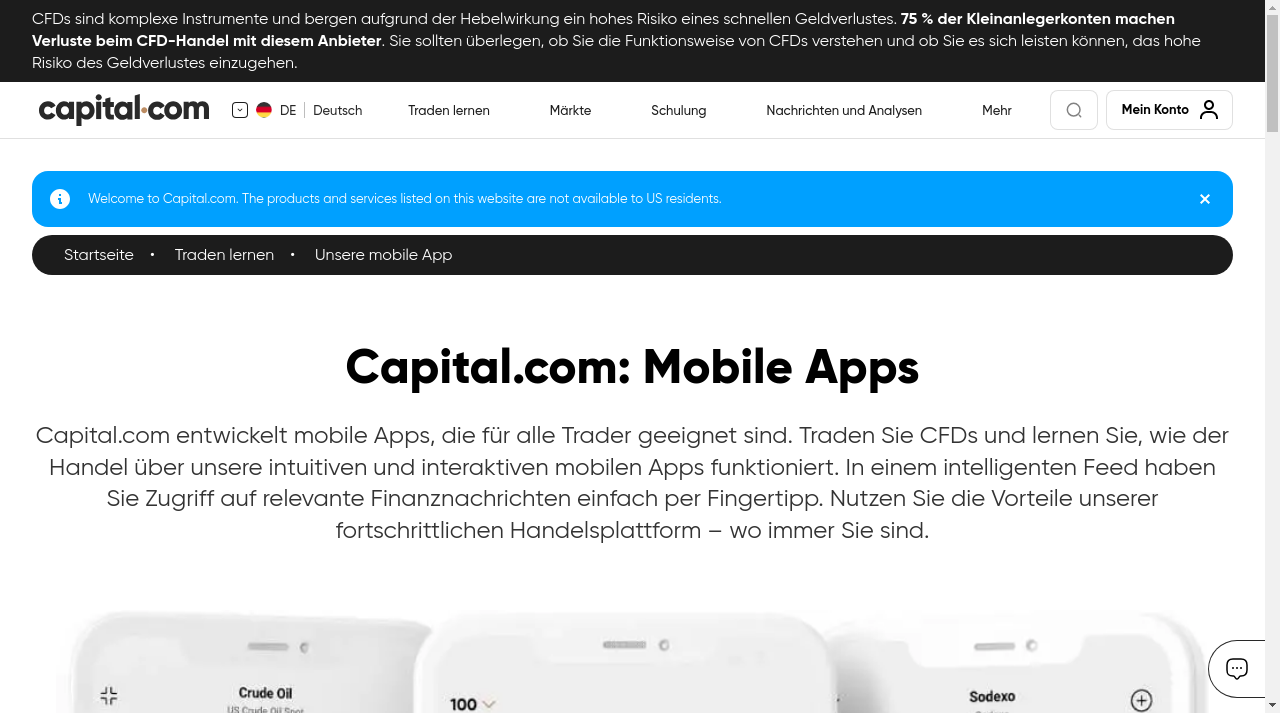 CFDs sind komplexe Instrumente und bergen aufgrund der Hebelwirkung ein hohes Risiko eines schnellen Geldverlustes. 75 % der Kleinanlegerkonten machen
Verluste beim CFD-Handel mit diesem Anbieter. Sie sollten überlegen, ob Sie die Funktionsweise von CFDs verstehen und ob Sie es sich leisten können, das hohe
Risiko des Geldverlustes einzugehen.
capital.com DE Deutsch Traden lernen Märkte Schulung Nachrichten und Analysen Mehr Mein Konto
Welcome to Capital.com. The products and services listed on this website are not available to US residents.
Startseite • Traden lernen • Unsere mobile App
Capital.com: Mobile Apps
Capital.com entwickelt mobile Apps, die für alle Trader geeignet sind. Traden Sie CFDs und lernen Sie, wie der
Handel über unsere intuitiven und interaktiven mobilen Apps funktioniert. In einem intelligenten Feed haben
Sie Zugriff auf relevante Finanznachrichten einfach per Fingertipp. Nutzen Sie die Vorteile unserer
fortschrittlichen Handelsplattform – wo immer Sie sind.
Crude Oil
US Crude Oil Spot
100
Sodexo